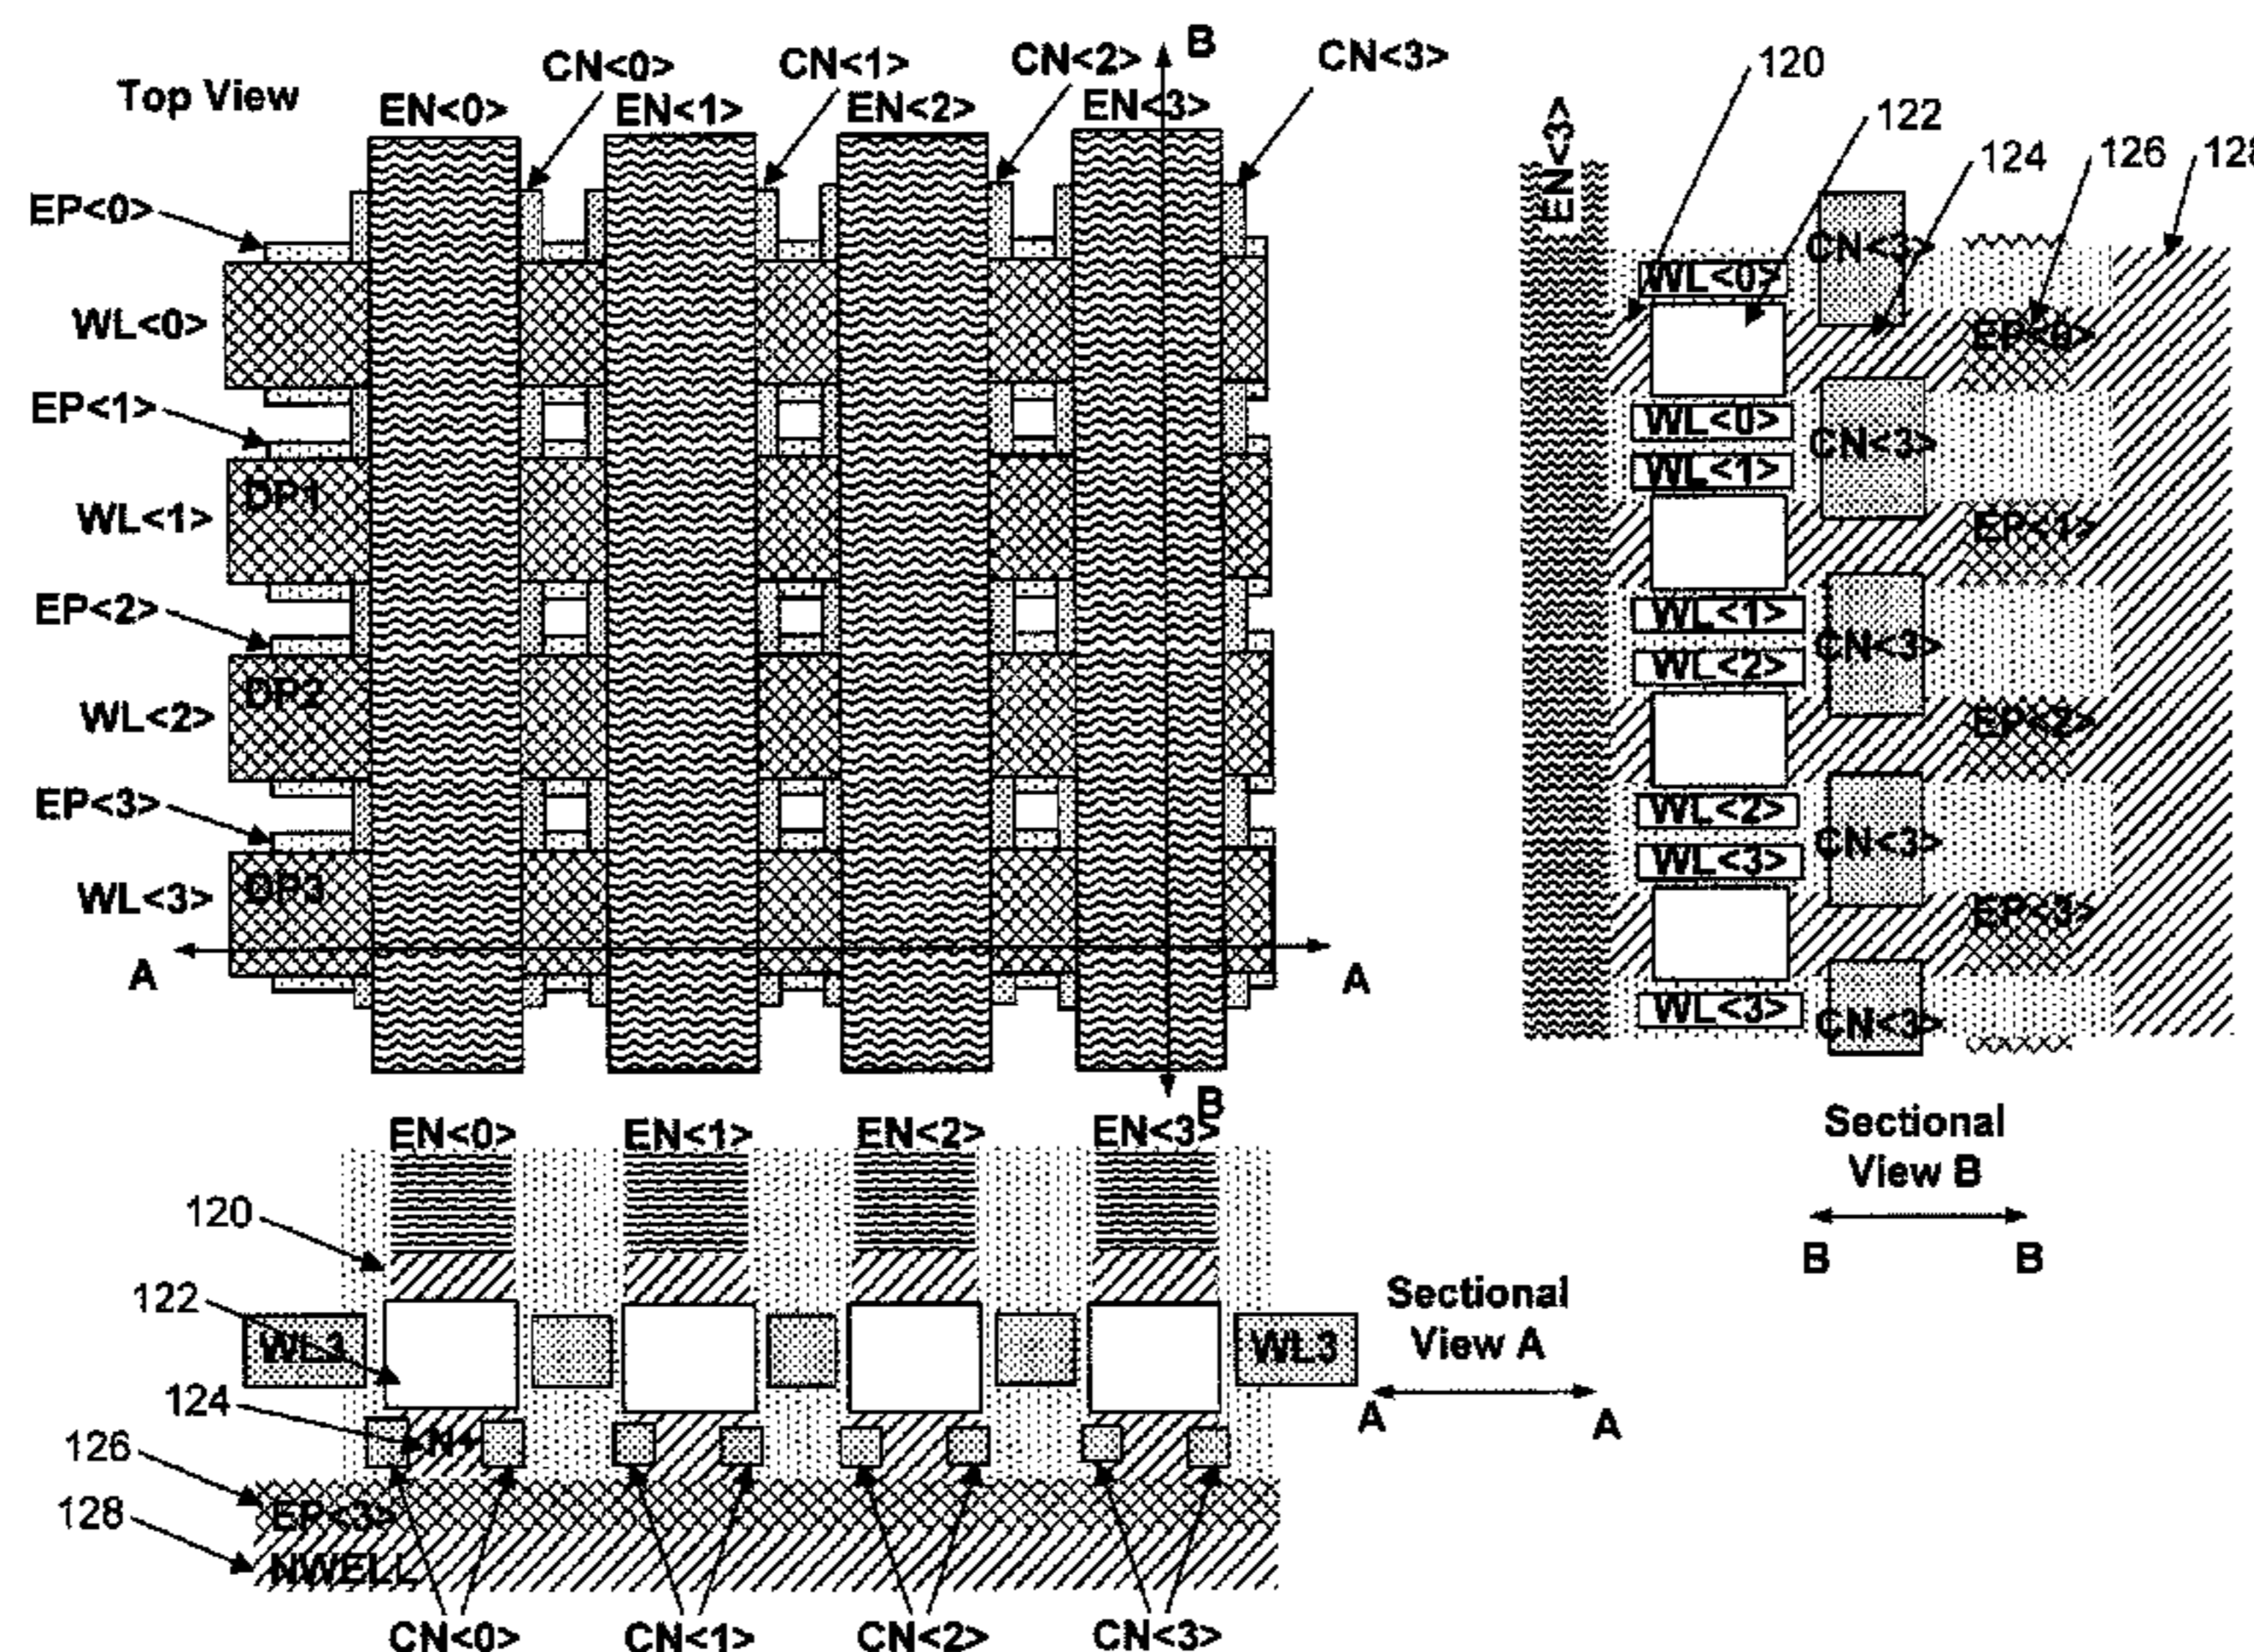 Top View
CN<0>
CN<1>
CN<2>
B
CN<3>
EN<0>
EN<1>
EN<2>
EN<3>
EP<0>
WL<0>
EP<1>
DP1
WL<1>
EP<2>
DP2
WL<2>
EP<3>
DP3
WL<3>
A
A
B
120
122
124
126
128
EN<3>
CN<3>
WL<0>
EP<0>
WL<0>
CN<3>
WL<1>
EP<1>
WL<1>
CN<3>
WL<2>
EP<2>
WL<2>
CN<3>
WL<3>
EP<3>
WL<3>
CN<3>
Sectional
View B
B
B
EN<0>
EN<1>
EN<2>
EN<3>
120
122
WL3
WL3
124
N+
126
EP<3>
128
NWELL
CN<0>
CN<1>
CN<2>
CN<3>
Sectional
View A
A
A